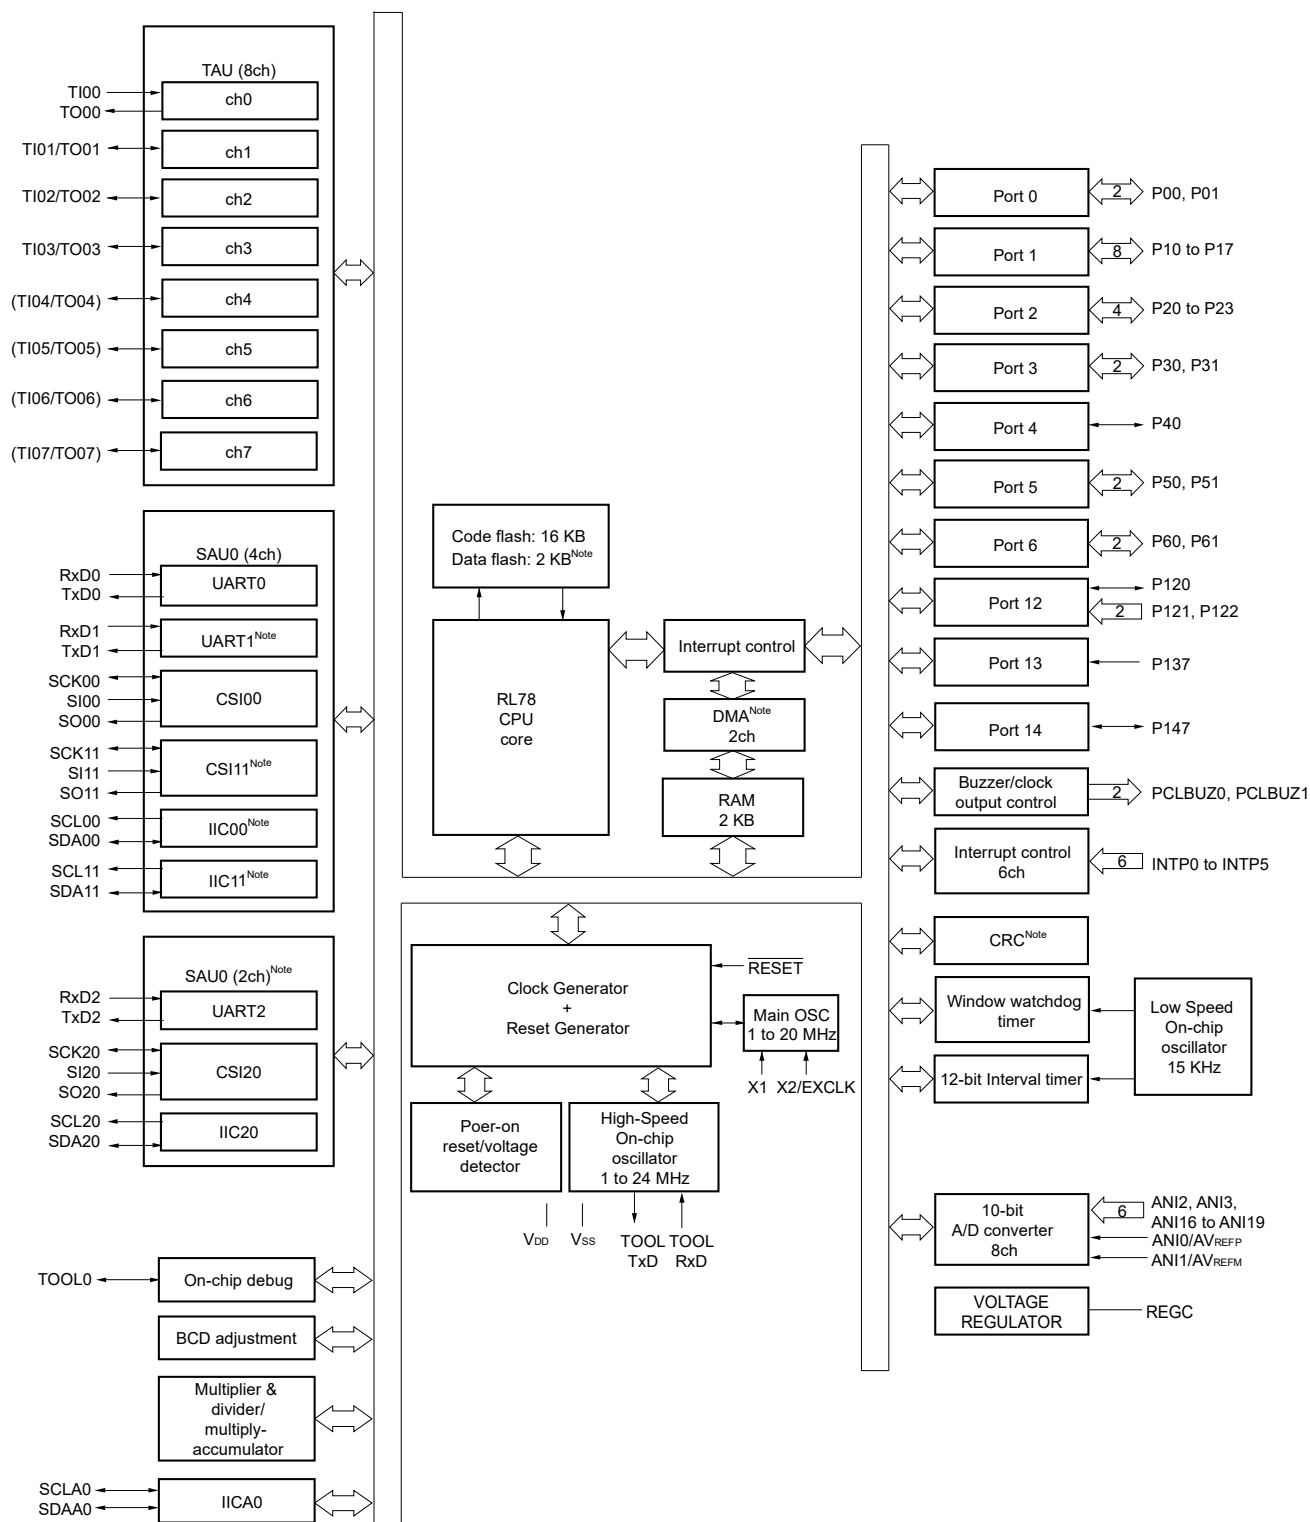 TAU (8ch)
TI00
TO00
ch0
TI01/TO01
ch1
TI02/TO02
ch2
TI03/TO03
ch3
(TI04/TO04)
ch4
(TI05/TO05)
ch5
(TI06/TO06)
ch6
(TI07/TO07)
ch7
SAU0 (4ch)
RxD0
TxD0
UART0
RxD1
TxD1
UART1Note
SCK00
SI00
SO00
CSI00
SCK11
SI11
SO11
CSI11Note
SCL00
SDA00
IIC00Note
SCL11
SDA11
IIC11Note
SAU0 (2ch)Note
RxD2
TxD2
UART2
SCK20
SI20
SO20
CSI20
SCL20
SDA20
IIC20
TOOL0
On-chip debug
BCD adjustment
Multiplier &
divider/
multiply-
accumulator
SCLA0
SDAA0
IICA0
Code flash: 16 KB
Data flash: 2 KBNote
RL78
CPU
core
Interrupt control
DMANote
2ch
RAM
2 KB
Clock Generator
+
Reset Generator
RESET
Main OSC
1 to 20 MHz
X1 X2/EXCLK
Poer-on
reset/voltage
detector
High-Speed
On-chip
oscillator
1 to 24 MHz
VDD
VSS
TOOL
TxD
TOOL
RxD
Port 0
2
P00, P01
Port 1
8
P10 to P17
Port 2
4
P20 to P23
Port 3
2
P30, P31
Port 4
P40
Port 5
2
P50, P51
Port 6
2
P60, P61
Port 12
P120
2
P121, P122
Port 13
P137
Port 14
P147
Buzzer/clock
output control
2
PCLBUZ0, PCLBUZ1
Interrupt control
6ch
6
INTP0 to INTP5
CRCNote
Window watchdog
timer
12-bit Interval timer
Low Speed
On-chip
oscillator
15 KHz
10-bit
A/D converter
8ch
6
ANI2, ANI3,
ANI16 to ANI19
ANI0/AVREFP
ANI1/AVREFM
VOLTAGE
REGULATOR
REGC